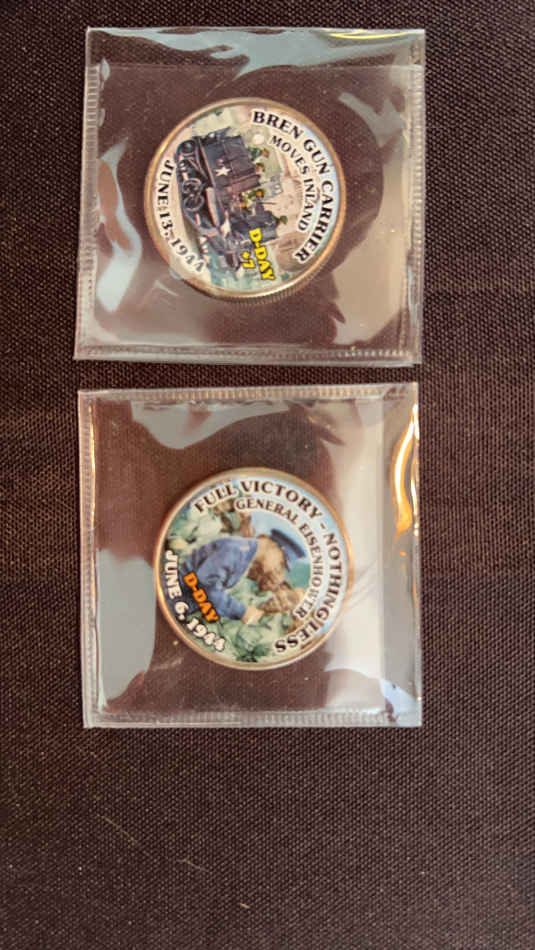 BREN GUN CARRIER
MOVES INLAND
D-DAY
+7
JUNE 13, 1944
FULL VICTORY - NOTHING LESS
GENERAL EISENHOWER
D-DAY
JUNE 6, 1944